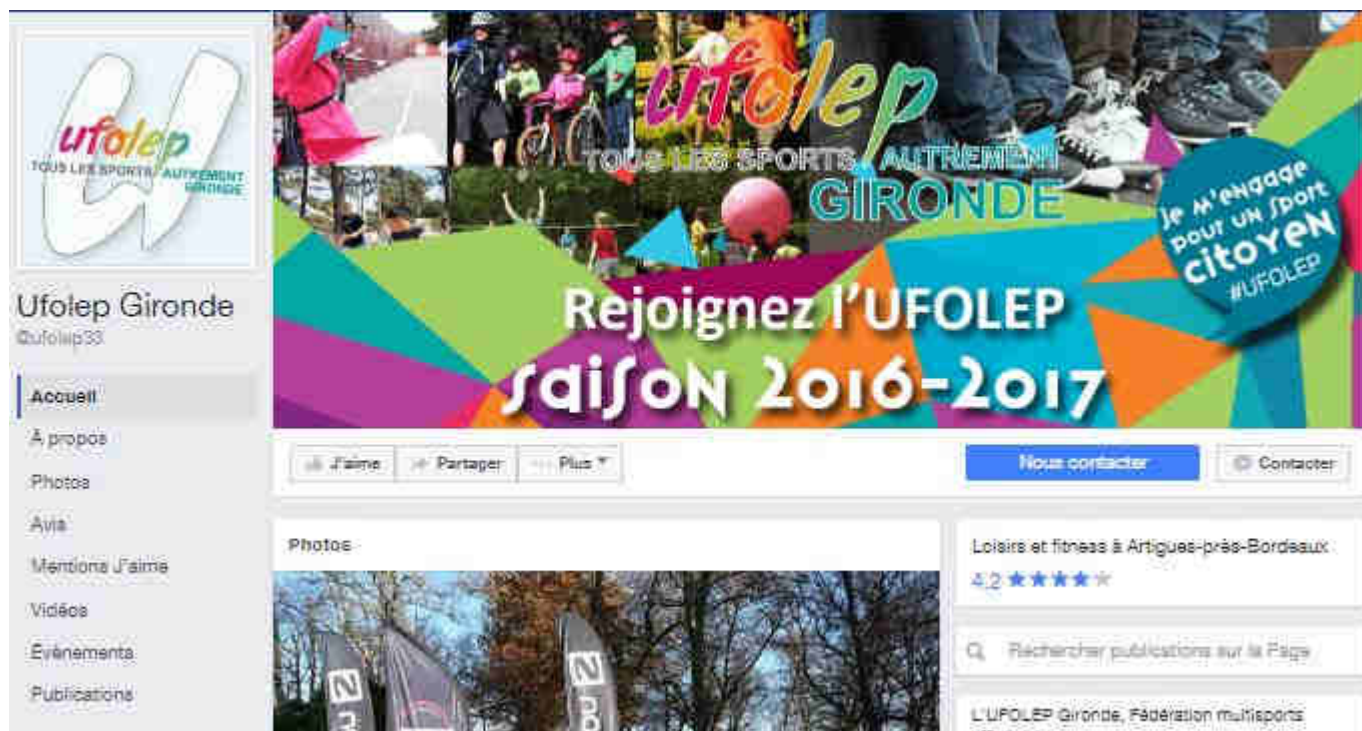 ufolep
TOUS LES SPORTS AUTREMENT
GIRONDE
Ufolep Gironde
@ufolep33
Accueil
À propos
Photos
Avis
Mentions J'aime
Vidéos
Évènements
Publications
ufolep
TOUS LES SPORTS AUTREMENT
GIRONDE
Je m'engage
pour un sport
citoyen
#UFOLEP
Rejoignez l'UFOLEP
saison 2016-2017
J'aime
Partager
Plus
Nous contacter
Contacter
Photos
Loisirs et fitness à Artigues-près-Bordeaux
4,2
Rechercher publications sur la Page
L'UFOLEP Gironde, Fédération multisports